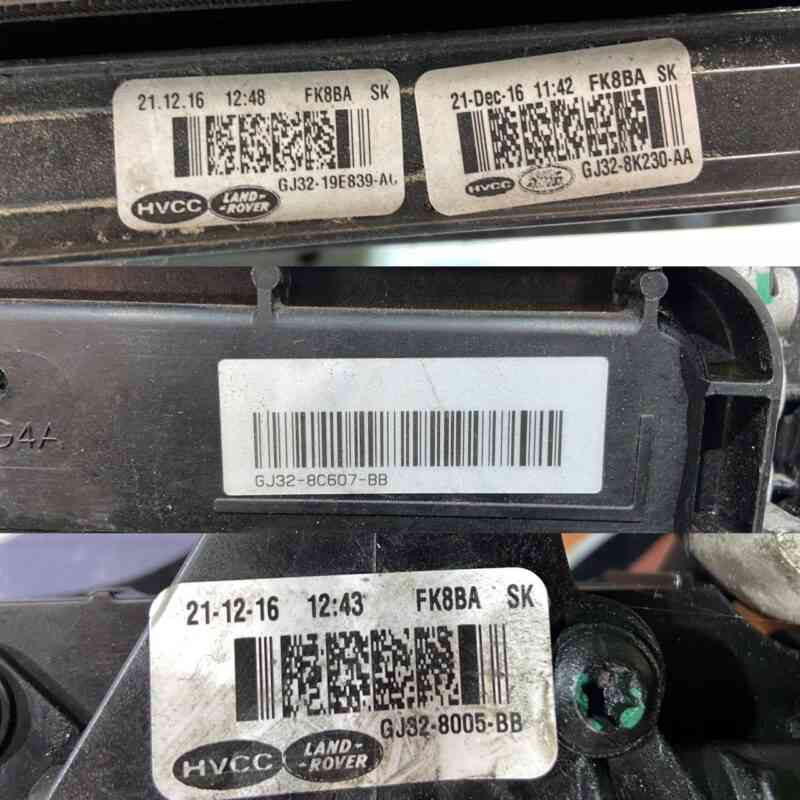 21.12.16 12:48 FK8BA SK
GJ32-19E839-AC
HVCC LAND-
-ROVER
21-Dec-16 11:42 FK8BA SK
GJ32-8K230-AA
HVCC
G4A
GJ32-8C607-BB
21-12-16 12:43 FK8BA SK
GJ32-8005-BB
HVCC LAND-
-ROVER